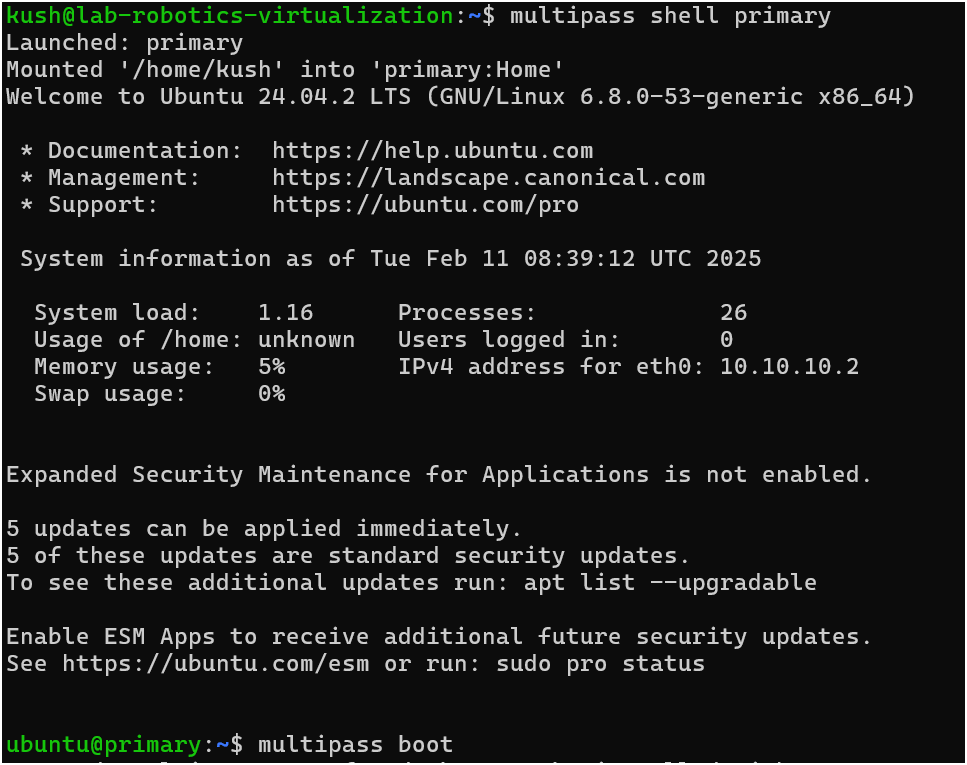 kush@lab-robotics-virtualization:~$ multipass shell primary
Launched: primary
Mounted '/home/kush' into 'primary:Home'
Welcome to Ubuntu 24.04.2 LTS (GNU/Linux 6.8.0-53-generic x86_64)
* Documentation: https://help.ubuntu.com
* Management: https://landscape.canonical.com
* Support: https://ubuntu.com/pro
System information as of Tue Feb 11 08:39:12 UTC 2025
System load: 1.16 Processes: 26
Usage of /home: unknown Users logged in: 0
Memory usage: 5% IPv4 address for eth0: 10.10.10.2
Swap usage: 0%
Expanded Security Maintenance for Applications is not enabled.
5 updates can be applied immediately.
5 of these updates are standard security updates.
To see these additional updates run: apt list --upgradable
Enable ESM Apps to receive additional future security updates.
See https://ubuntu.com/esm or run: sudo pro status
ubuntu@primary:~$ multipass boot